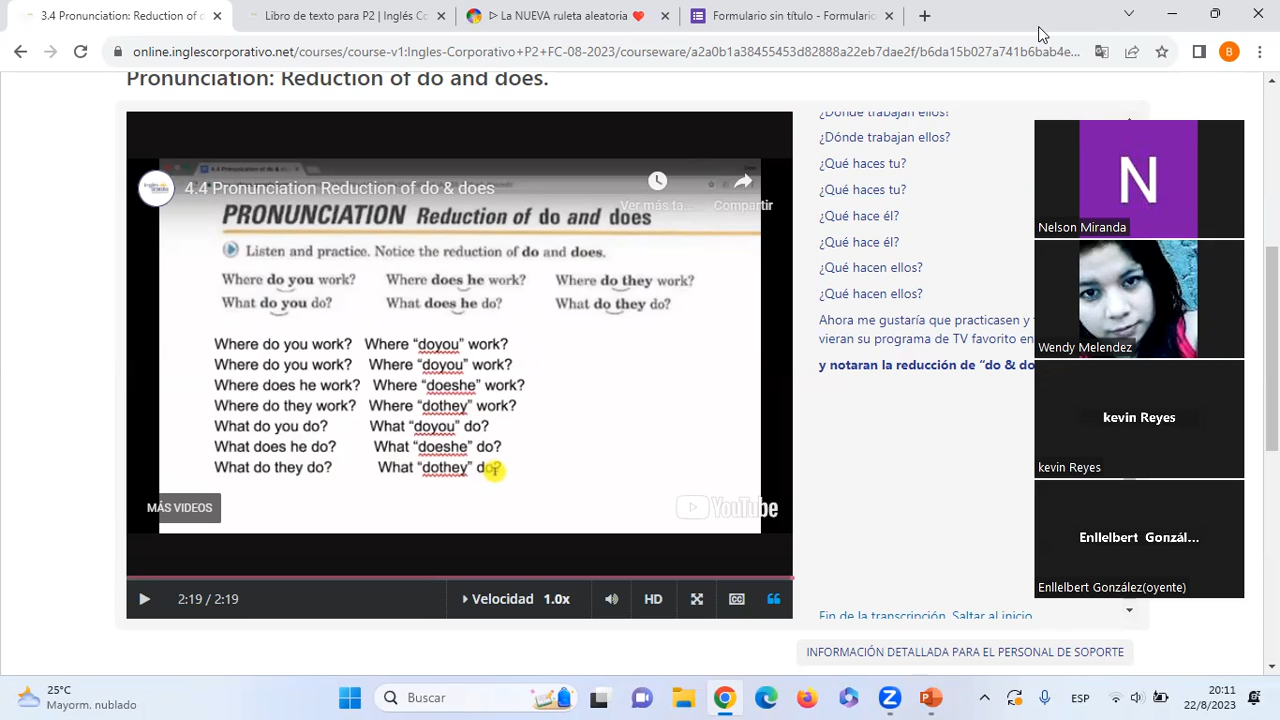 3.4 Pronunciation: Reduction of d
Libro de texto para P2 | Inglés Co
▷ La NUEVA ruleta aleatoria ❤
Formulario sin título - Formulario
online.inglescorporativo.net/courses/course-v1:Ingles-Corporativo+P2+FC-08-2023/courseware/a2a0b1a38455453d82888a22eb7dae2f/b6da15b027a741b6bab4e...
B
Pronunciation: Reduction of do and does.
4.4 Pronunciation Reduction of do & does
Ver más ta...
Compartir
PRONUNCIATION Reduction of do and does
Listen and practice. Notice the reduction of do and does.
Where do you work? Where does he work? Where do they work?
What do you do? What does he do? What do they do?
Where do you work? Where “doyou” work?
Where do you work? Where “doyou” work?
Where does he work? Where “doeshe” work?
Where do they work? Where “dothey” work?
What do you do? What “doyou” do?
What does he do? What “doeshe” do?
What do they do? What “dothey” do?
MÁS VIDEOS
YouTube
2:19 / 2:19
Velocidad 1.0x
HD
¿Dónde trabajan ellos?
¿Dónde trabajan ellos?
¿Qué haces tu?
¿Qué haces tu?
¿Qué hace él?
¿Qué hace él?
¿Qué hacen ellos?
¿Qué hacen ellos?
Ahora me gustaría que practicasen y
vieran su programa de TV favorito en
y notaran la reducción de “do & do
Fin de la transcripción. Saltar al inicio.
INFORMACIÓN DETALLADA PARA EL PERSONAL DE SOPORTE
N
Nelson Miranda
Wendy Melendez
kevin Reyes
kevin Reyes
Enllelbert Gonzál...
Enllelbert González(oyente)
25°C
Mayorm. nublado
Buscar
ESP
20:11
22/8/2023